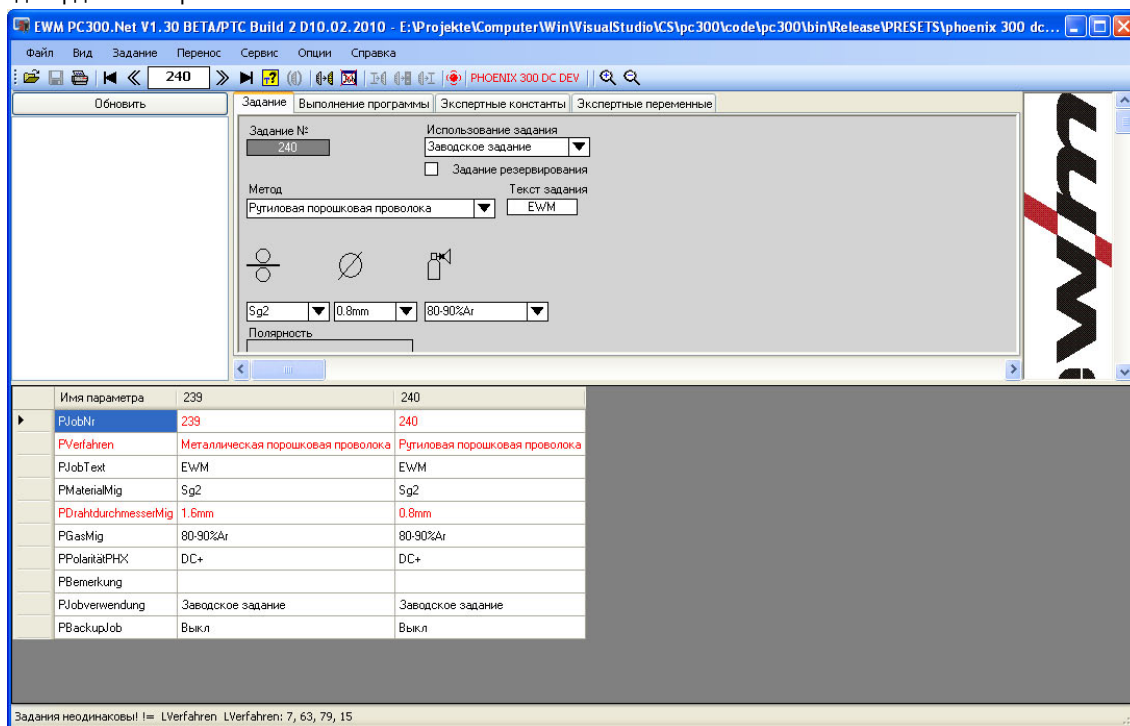 EWM PC300.Net V1.30 BETA/PTC Build 2 D10.02.2010 - E:\Projekte\Computer\Win\VisualStudio\CS\pc300\code\pc300\bin\Release\PRESETS\phoenix 300 dc...
Файл Вид Задание Перенос Сервис Опции Справка
240 PHOENIX 300 DC DEV
Обновить
Задание Выполнение программы Экспертные константы Экспертные переменные
Задание № Использование задания
240 Заводское задание
Задание резервирования
Метод Текст задания
Рутиловая порошковая проволока EWM
Sg2 0.8mm 80-90%Ar
Полярность
ewm
Имя параметра 239 240
PJobNr 239 240
PVerfahren Металлическая порошковая проволока Рутиловая порошковая проволока
PJobText EWM EWM
PMaterialMig Sg2 Sg2
PDrahtdurchmesserMig 1.6mm 0.8mm
PGasMig 80-90%Ar 80-90%Ar
PPolaritätPHX DC+ DC+
PBemerkung
PJobverwendung Заводское задание Заводское задание
PBackupJob Выкл Выкл
Задания неодинаковы! != LVerfahren LVerfahren: 7, 63, 79, 15